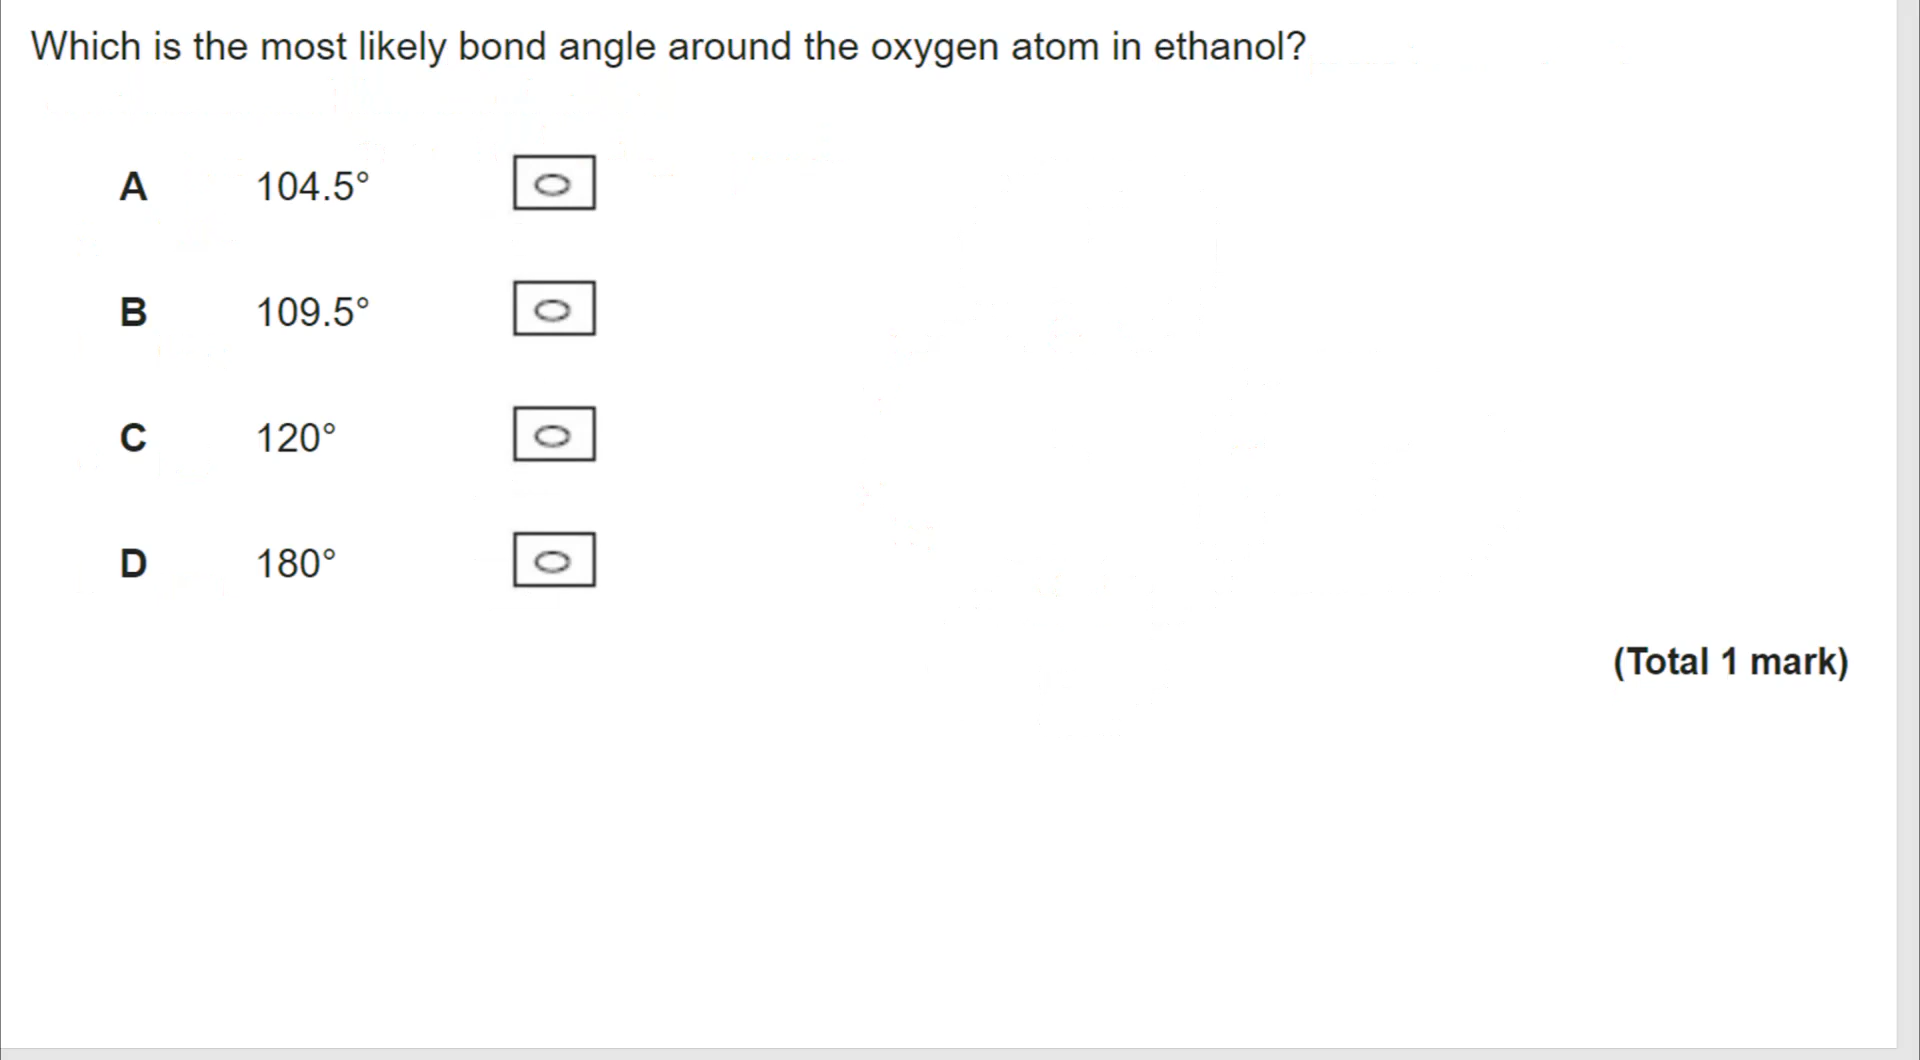 Which is the most likely bond angle around the oxygen atom in ethanol?
A 104.5°
B 109.5°
C 120°
D 180°
(Total 1 mark)